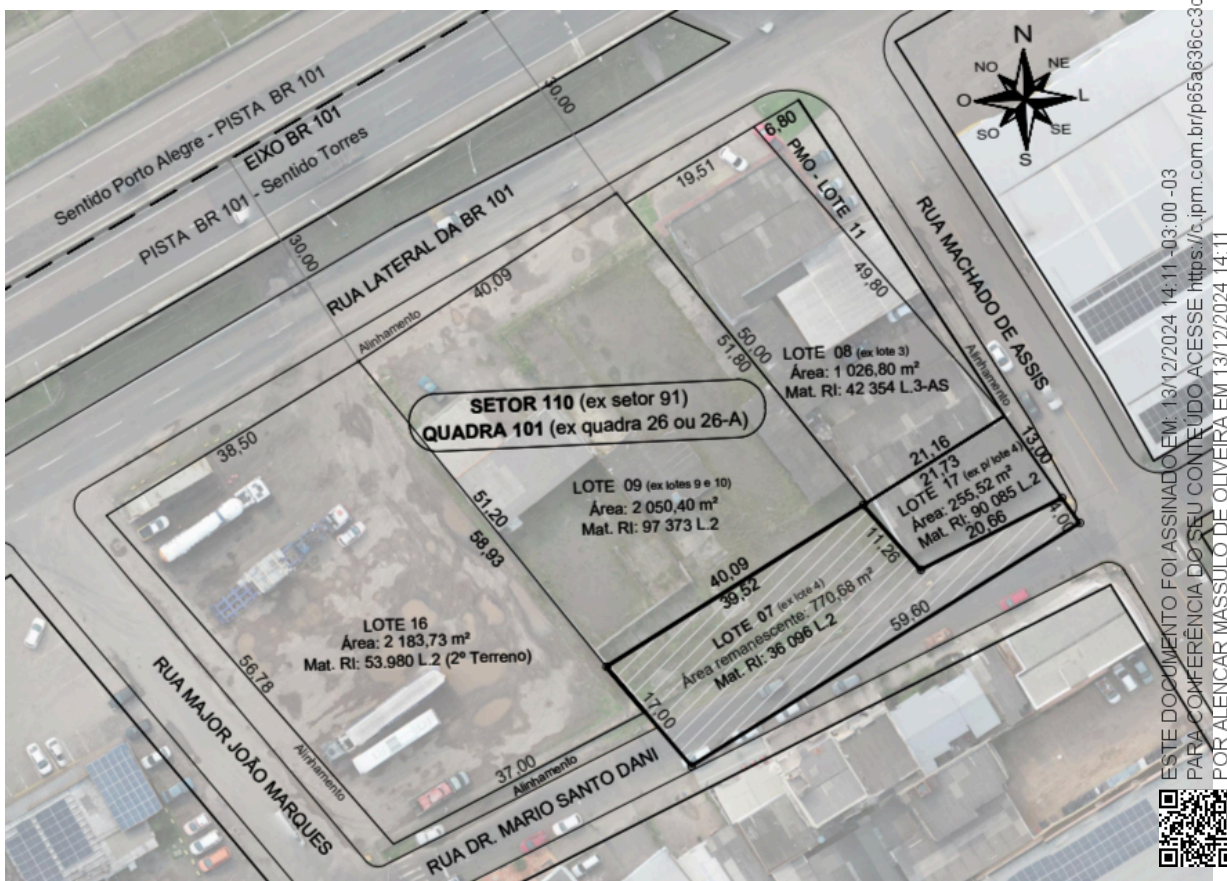 Sentido Porto Alegre - PISTA BR 101
EIXO BR 101
PISTA BR 101 - Sentido Torres
30,00
30,00
RUA LATERAL DA BR 101
N
NE
L
SE
S
SO
O
NO
6,80
PMO - LOTE 11
19,51
49,80
RUA MACHADO DE ASSIS
Alinhamento
40,09
Alinhamento
50,00
51,80
LOTE 08 (ex lote 3)
Área: 1 026,80 m²
Mat. RI: 42 354 L.3-AS
SETOR 110 (ex setor 91)
QUADRA 101 (ex quadra 26 ou 26-A)
38,50
51,20
58,93
LOTE 09 (ex lotes 9 e 10)
Área: 2 050,40 m²
Mat. RI: 97 373 L.2
21,16
21,73
13,00
LOTE 17 (ex p/ lote 4)
Área: 255,52 m²
Mat. RI: 90 085 L.2
20,66
4,00
11,26
40,09
39,52
LOTE 07 (ex lote 4)
Área remanescente: 770,68 m²
Mat. RI: 36 096 L.2
59,60
17,00
LOTE 16
Área: 2 183,73 m²
Mat. RI: 53.980 L.2 (2º Terreno)
56,78
Alinhamento
RUA MAJOR JOÃO MARQUES
37,00
Alinhamento
RUA DR. MARIO SANTO DANI
ESTE DOCUMENTO FOI ASSINADO EM: 13/12/2024 14:11 -03:00 -03
PARA CONFERÊNCIA DO SEU CONTEÚDO ACESSE https://c.ipm.com.br/p65a636cc3c
POR ALENCAR MASSULO DE OLIVEIRA EM 13/12/2024 14:11